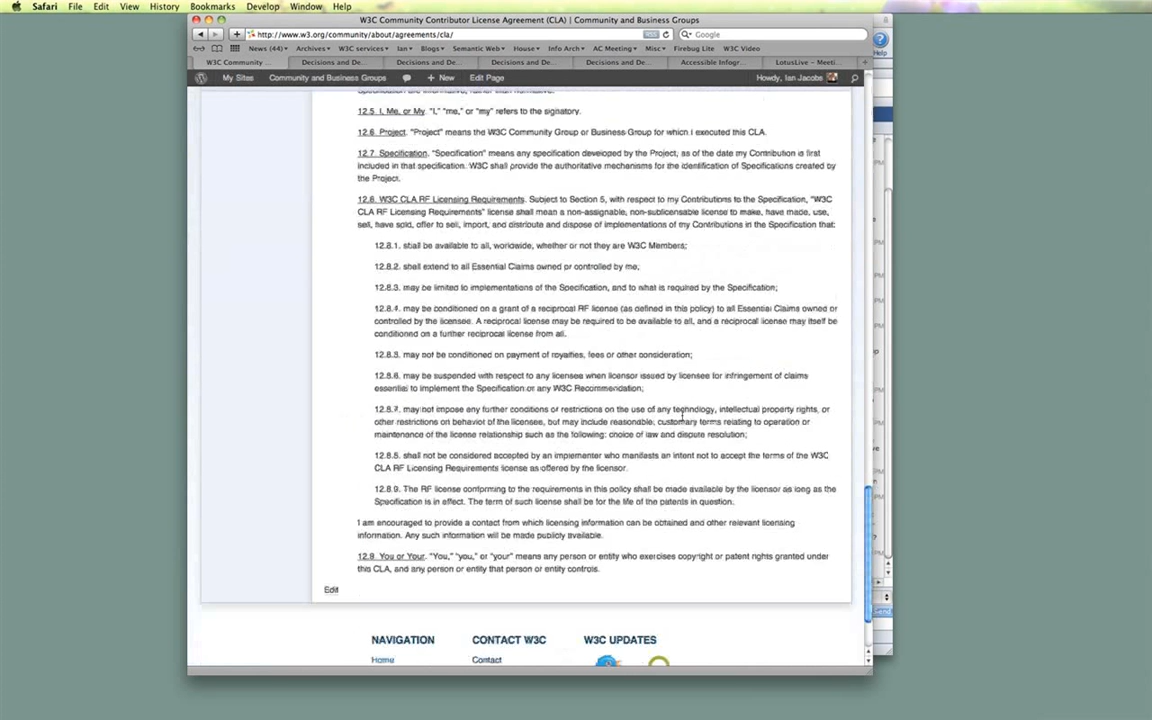 Safari File Edit View History Bookmarks Develop Window Help
W3C Community Contributor License Agreement (CLA) | Community and Business Groups
http://www.w3.org/community/about/agreements/cla/ RSS Google
News (44) Archives W3C services Ian Blogs Semantic Web House Info Arch AC Meeting Misc Firebug Lite W3C Video
W3C Community ... Decisions and De... Decisions and De... Decisions and De... Decisions and De... Accessible Infogr... LotusLive – Meeti...
My Sites Community and Business Groups + New Edit Page Howdy, Ian Jacobs
Specification are informative, rather than normative.
12.5. I, Me, or My. "I," "me," or "my" refers to the signatory.
12.6. Project. "Project" means the W3C Community Group or Business Group for which I executed this CLA.
12.7. Specification. "Specification" means any specification developed by the Project, as of the date my Contribution is first
included in that specification. W3C shall provide the authoritative mechanisms for the identification of Specifications created by
the Project.
12.8. W3C CLA RF Licensing Requirements. Subject to Section 5, with respect to my Contributions to the Specification, "W3C
CLA RF Licensing Requirements" license shall mean a non-assignable, non-sublicensable license to make, have made, use,
sell, have sold, offer to sell, import, and distribute and dispose of implementations of my Contributions in the Specification that:
12.8.1. shall be available to all, worldwide, whether or not they are W3C Members;
12.8.2. shall extend to all Essential Claims owned or controlled by me;
12.8.3. may be limited to implementations of the Specification, and to what is required by the Specification;
12.8.4. may be conditioned on a grant of a reciprocal RF license (as defined in this policy) to all Essential Claims owned or
controlled by the licensee. A reciprocal license may be required to be available to all, and a reciprocal license may itself be
conditioned on a further reciprocal license from all.
12.8.5. may not be conditioned on payment of royalties, fees or other consideration;
12.8.6. may be suspended with respect to any licensee when licensor issued by licensee for infringement of claims
essential to implement the Specification or any W3C Recommendation;
12.8.7. may not impose any further conditions or restrictions on the use of any technology, intellectual property rights, or
other restrictions on behavior of the licensee, but may include reasonable, customary terms relating to operation or
maintenance of the license relationship such as the following: choice of law and dispute resolution;
12.8.8. shall not be considered accepted by an implementer who manifests an intent not to accept the terms of the W3C
CLA RF Licensing Requirements license as offered by the licensor.
12.8.9. The RF license conforming to the requirements in this policy shall be made available by the licensor as long as the
Specification is in effect. The term of such license shall be for the life of the patents in question.
I am encouraged to provide a contact from which licensing information can be obtained and other relevant licensing
information. Any such information will be made publicly available.
12.9. You or Your. "You," "you," or "your" means any person or entity who exercises copyright or patent rights granted under
this CLA, and any person or entity that person or entity controls.
Edit
NAVIGATION CONTACT W3C W3C UPDATES
Home Contact